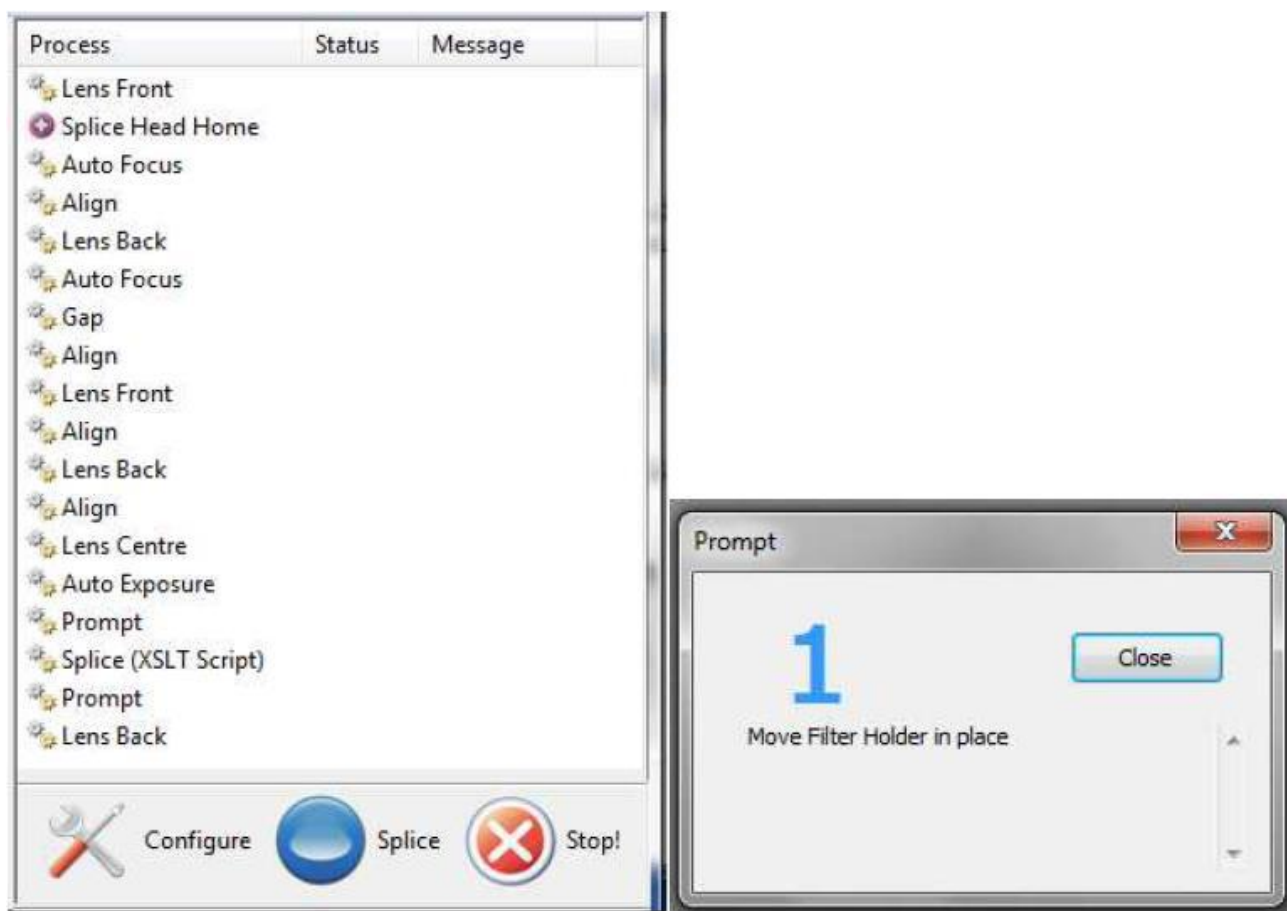 Process Status Message
Lens Front
Splice Head Home
Auto Focus
Align
Lens Back
Auto Focus
Gap
Align
Lens Front
Align
Lens Back
Align
Lens Centre
Auto Exposure
Prompt
Splice (XSLT Script)
Prompt
Lens Back
Configure Splice Stop!
Prompt
1
Close
Move Filter Holder in place